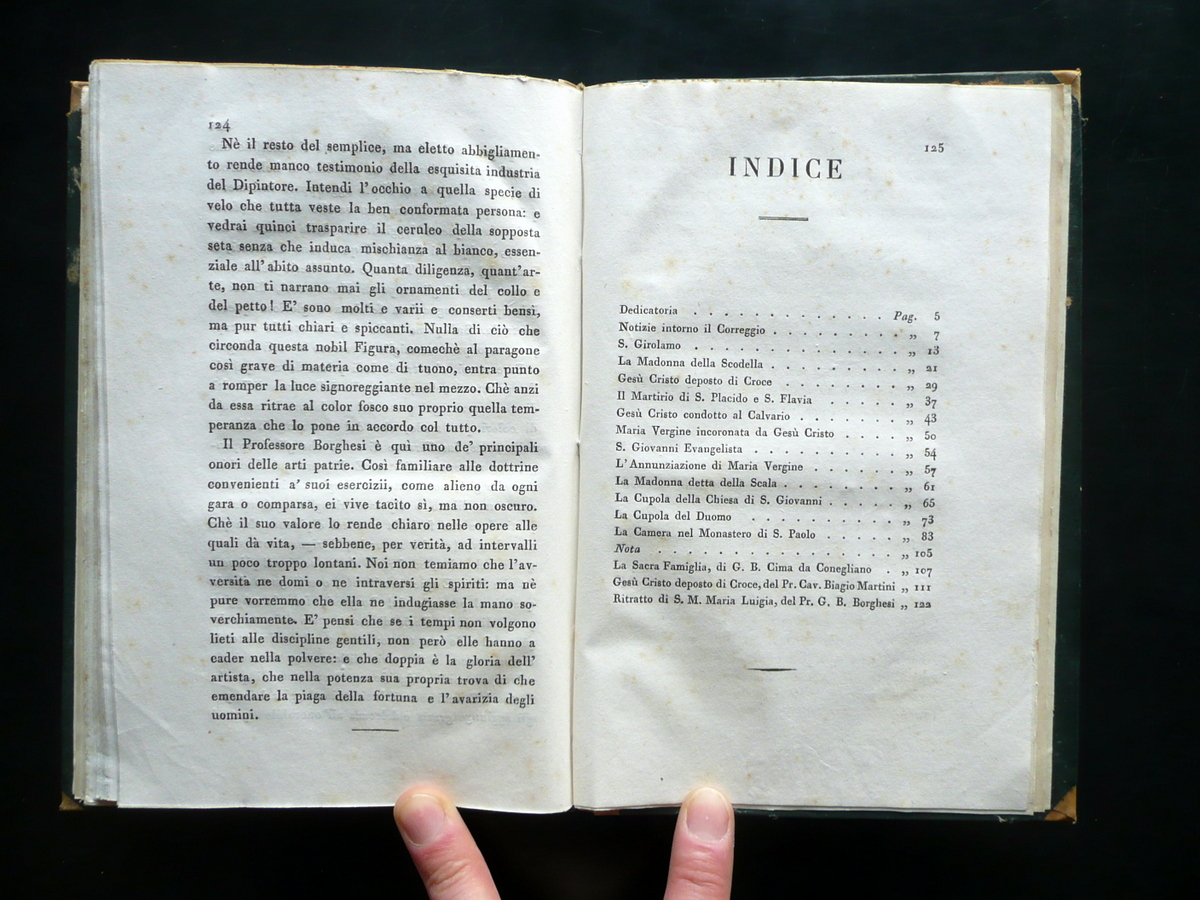 124
Nè il resto del semplice, ma eletto abbigliamen-
to rende manco testimonio della esquisita industria
del Dipintore. Intendi l'occhio a quella specie di
velo che tutta veste la ben conformata persona: e
vedrai quinci trasparire il ceruleo della sopposta
seta senza che induca mischianza al bianco, essen-
ziale all'abito assunto. Quanta diligenza, quant'ar-
te, non ti narrano mai gli ornamenti del collo e
del petto! E' sono molti e varii e conserti bensì,
ma pur tutti chiari e spiccanti. Nulla di ciò che
circonda questa nobil Figura, comechè al paragone
così grave di materia come di tuono, entra punto
a romper la luce signoreggiante nel mezzo. Chè anzi
da essa ritrae al color fosco suo proprio quella tem-
peranza che lo pone in accordo col tutto.
Il Professore Borghesi è quì uno de' principali
onori delle arti patrie. Così familiare alle dottrine
convenienti a' suoi esercizii, come alieno da ogni
gara o comparsa, ei vive tacito sì, ma non oscuro.
Chè il suo valore lo rende chiaro nelle opere alle
quali dà vita, — sebbene, per verità, ad intervalli
un poco troppo lontani. Noi non temiamo che l'av-
versità ne domi o ne intraversi gli spiriti: ma nè
pure vorremmo che ella ne indugiasse la mano so-
verchiamente. E' pensi che se i tempi non volgono
lieti alle discipline gentili, non però elle hanno a
cader nella polvere: e che doppia è la gloria dell'
artista, che nella potenza sua propria trova di che
emendare la piaga della fortuna e l'avarizia degli
uomini.
125
INDICE
Dedicatoria . . . . . . . . . . . . . Pag. 5
Notizie intorno il Correggio . . . . . . . . „ 7
S. Girolamo . . . . . . . . . . . . . „ 13
La Madonna della Scodella . . . . . . . . „ 21
Gesù Cristo deposto di Croce . . . . . . . „ 29
Il Martirio di S. Placido e S. Flavia . . . . . „ 37
Gesù Cristo condotto al Calvario . . . . . . „ 43
Maria Vergine incoronata da Gesù Cristo . . . . „ 50
S. Giovanni Evangelista . . . . . . . . . „ 54
L'Annunziazione di Maria Vergine . . . . . . „ 57
La Madonna detta della Scala . . . . . . . „ 61
La Cupola della Chiesa di S. Giovanni . . . . . „ 65
La Cupola del Duomo . . . . . . . . . „ 73
La Camera nel Monastero di S. Paolo . . . . . „ 83
Nota . . . . . . . . . . . . . . „ 105
La Sacra Famiglia, di G. B. Cima da Conegliano . „ 107
Gesù Cristo deposto di Croce, del Pr. Cav. Biagio Martini „ 111
Ritratto di S. M. Maria Luigia, del Pr. G. B. Borghesi „ 122